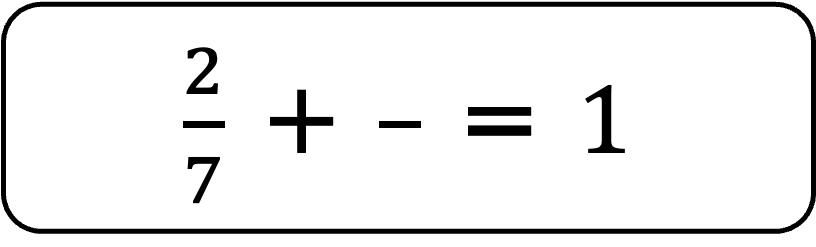 2/7 + – = 1